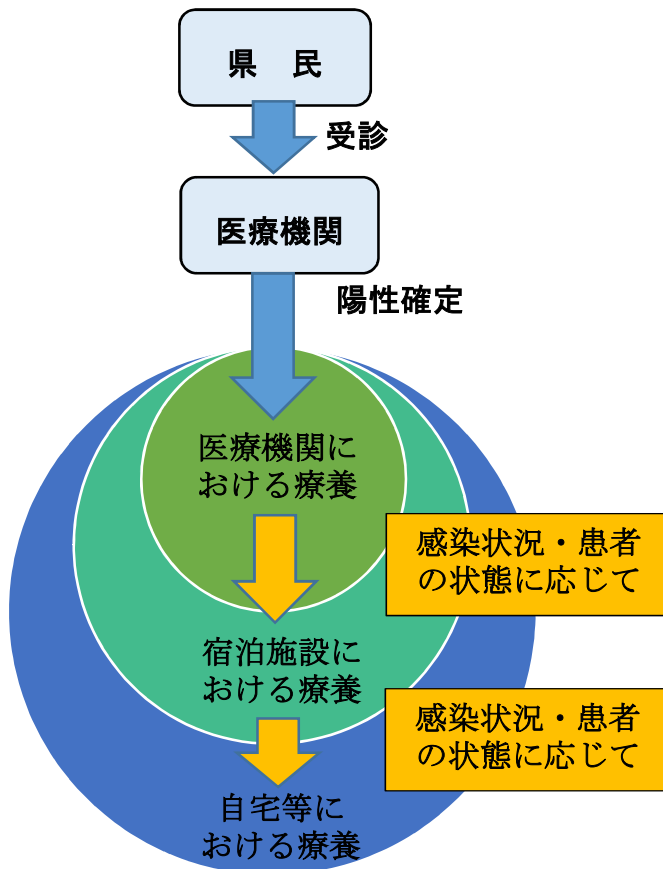 県　民
受診
医療機関
陽性確定
医療機関に
おける療養
感染状況・患者
の状態に応じて
宿泊施設に
おける療養
感染状況・患者
の状態に応じて
自宅等に
おける療養